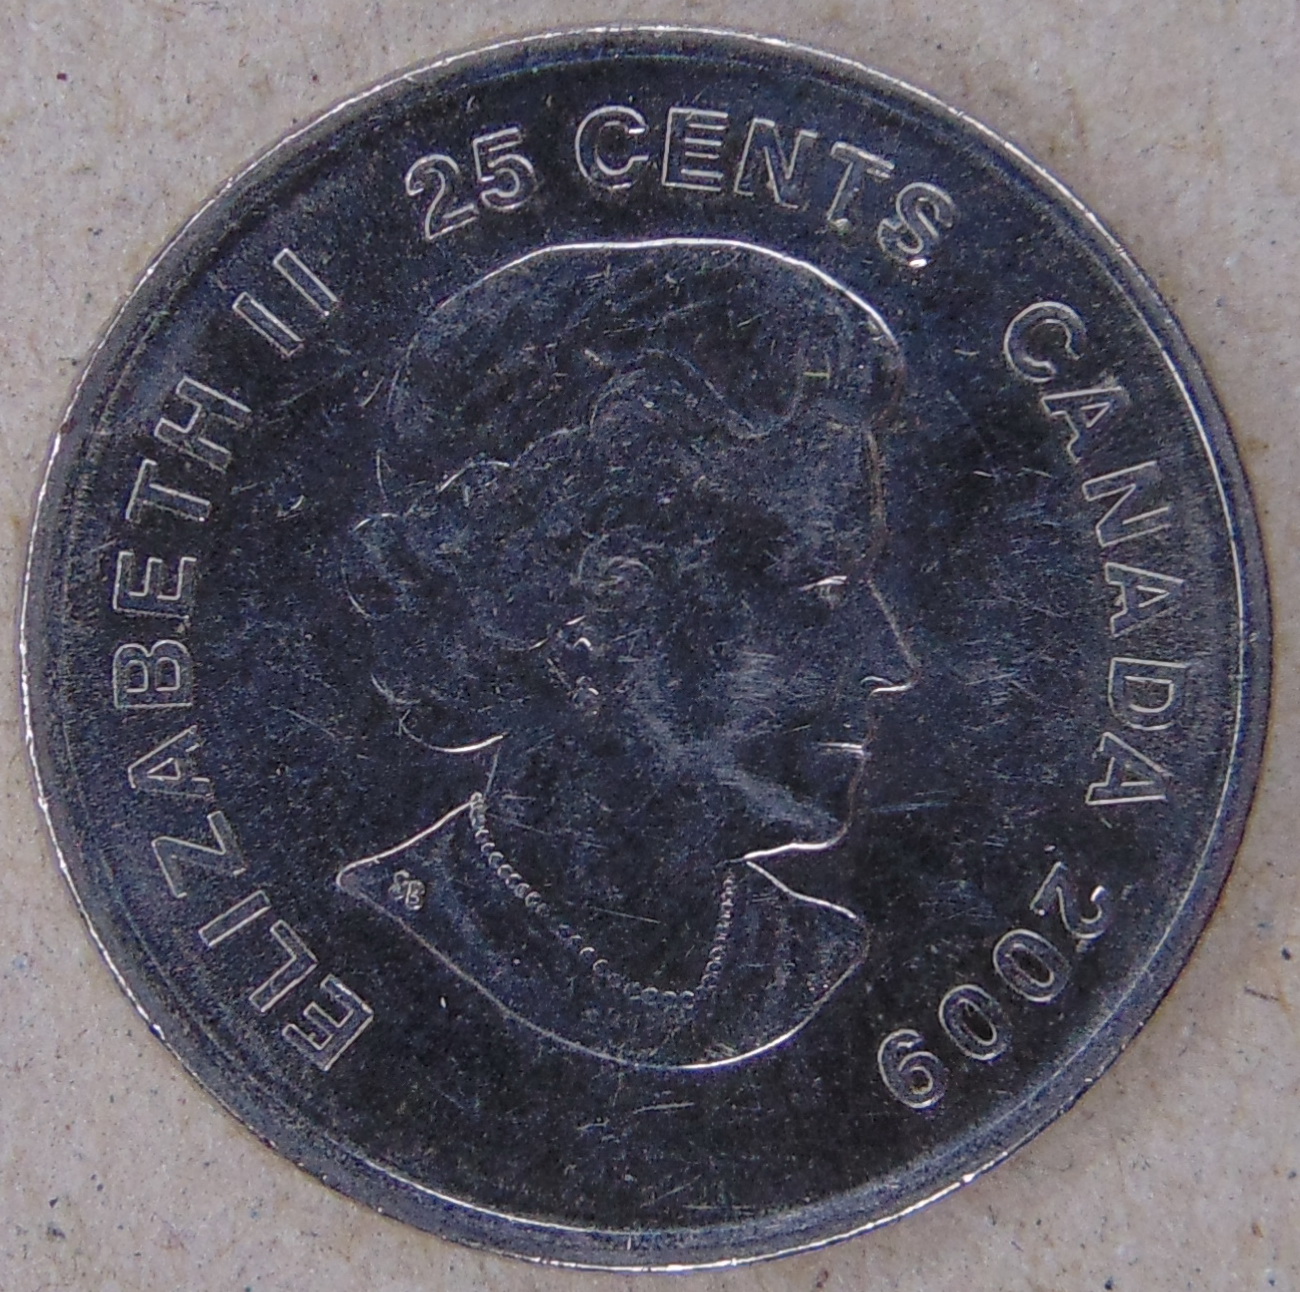 ELIZABETH II 25 CENTS CANADA 2009
SB